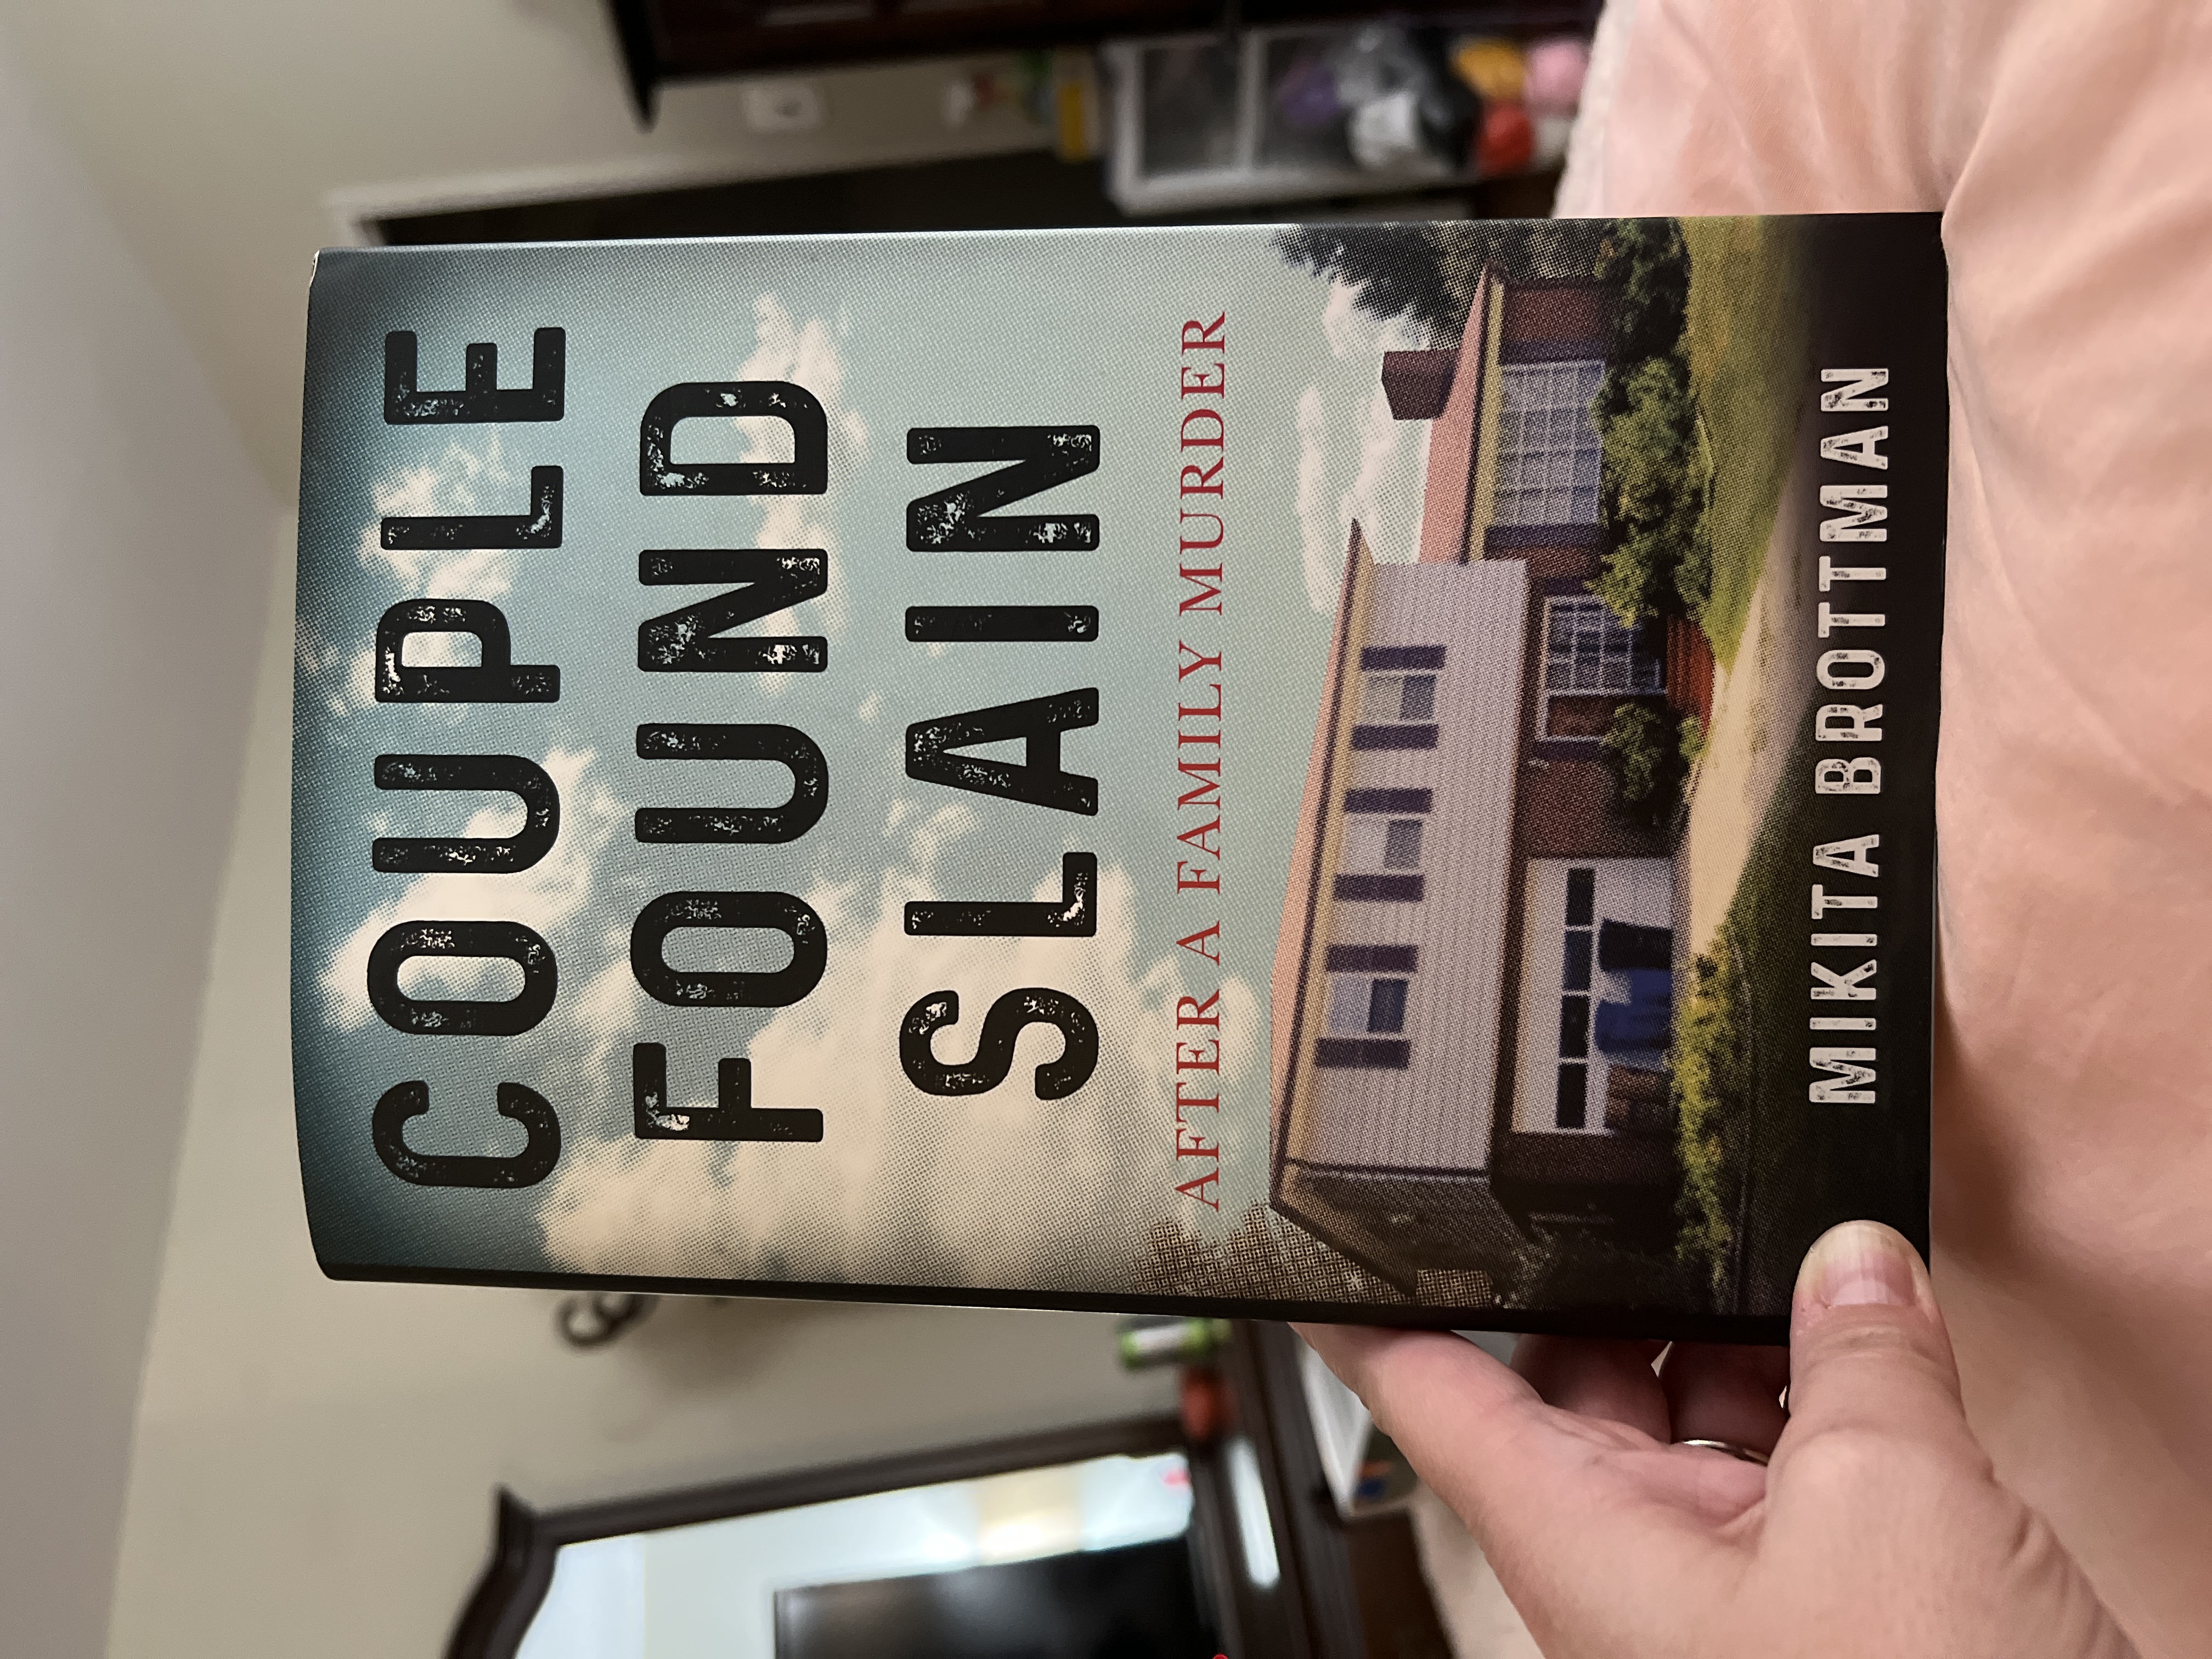 COUPLE
FOUND
SLAIN
AFTER A FAMILY MURDER
MIKITA BROTTMAN